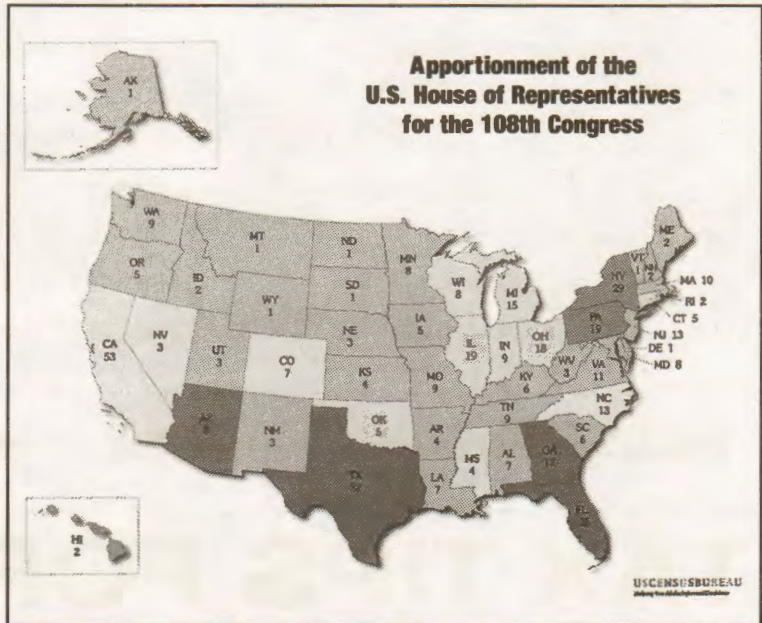 Apportionment of the
U.S. House of Representatives
for the 108th Congress
AK
1
WA
9
MT
1
ND
1
MN
8
ME
2
OR
5
ID
2
WY
1
SD
1
WI
8
MI
15
NY
29
VT
1
NH
2
MA 10
RI 2
CT 5
NJ 13
DE 1
MD 8
CA
53
NV
3
UT
3
CO
7
NE
3
KS
4
IA
5
MO
9
IL
19
IN
9
OH
18
PA
19
WV
3
VA
11
KY
6
NC
13
TN
9
SC
6
AZ
8
NM
3
OK
5
AR
4
TX
LA
7
MS
4
AL
7
GA
FL
HI
2
USCENSUSBUREAU